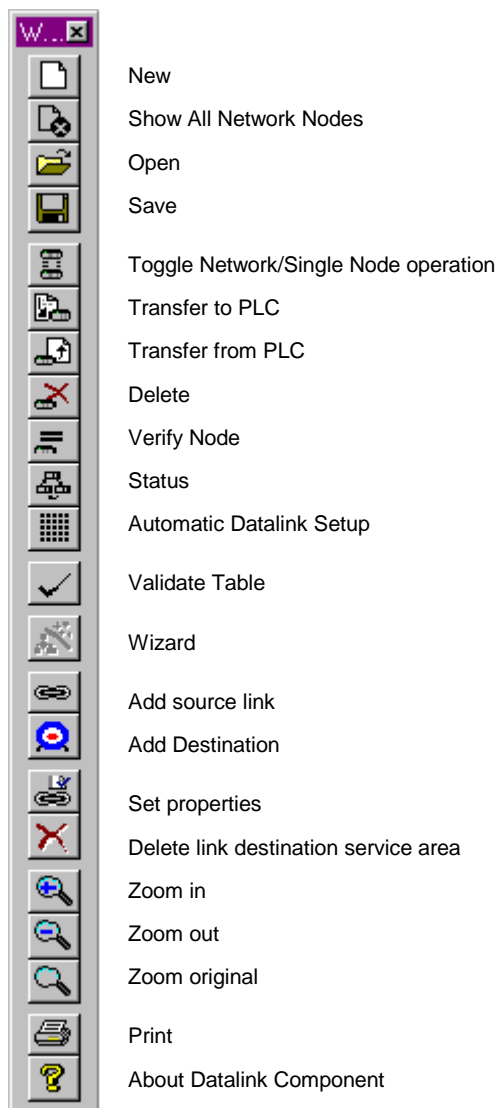 W...
New
Show All Network Nodes
Open
Save
Toggle Network/Single Node operation
Transfer to PLC
Transfer from PLC
Delete
Verify Node
Status
Automatic Datalink Setup
Validate Table
Wizard
Add source link
Add Destination
Set properties
Delete link destination service area
Zoom in
Zoom out
Zoom original
Print
About Datalink Component